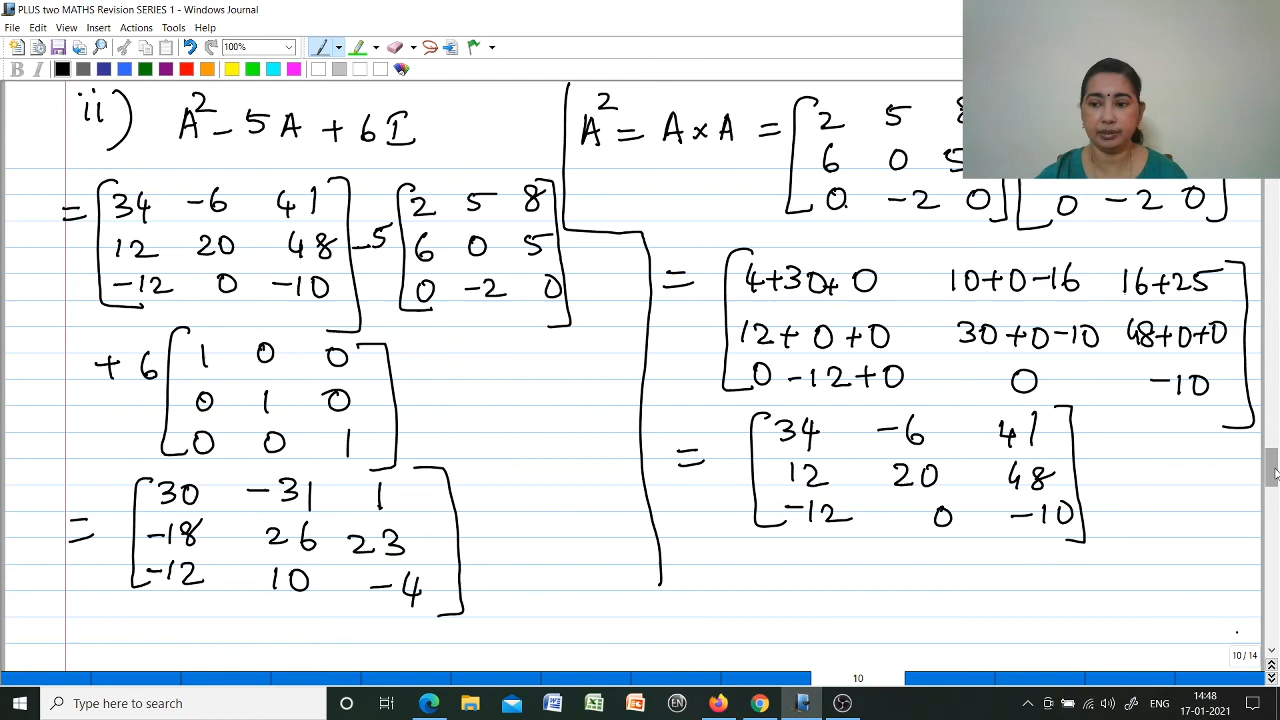 PLUS two MATHS Revision SERIES 1 - Windows Journal
File Edit View Insert Actions Tools Help
100%
B I
ii) A² - 5A + 6I
= [34 -6 41
12 20 48
-12 0 -10] - 5 [2 5 8
6 0 5
0 -2 0]
+ 6 [1 0 0
0 1 0
0 0 1]
= [30 -31 1
-18 26 23
-12 10 -4]
A² = A × A = [2 5
6 0 5
0 -2 0] [0 -2 0]
= [4+30+0 10+0-16 16+25
12+0+0 30+0-10 48+0+0
0-12+0 0 -10]
= [34 -6 41
12 20 48
-12 0 -10]
10/14
10
Type here to search
ENG
14:48
17-01-2021